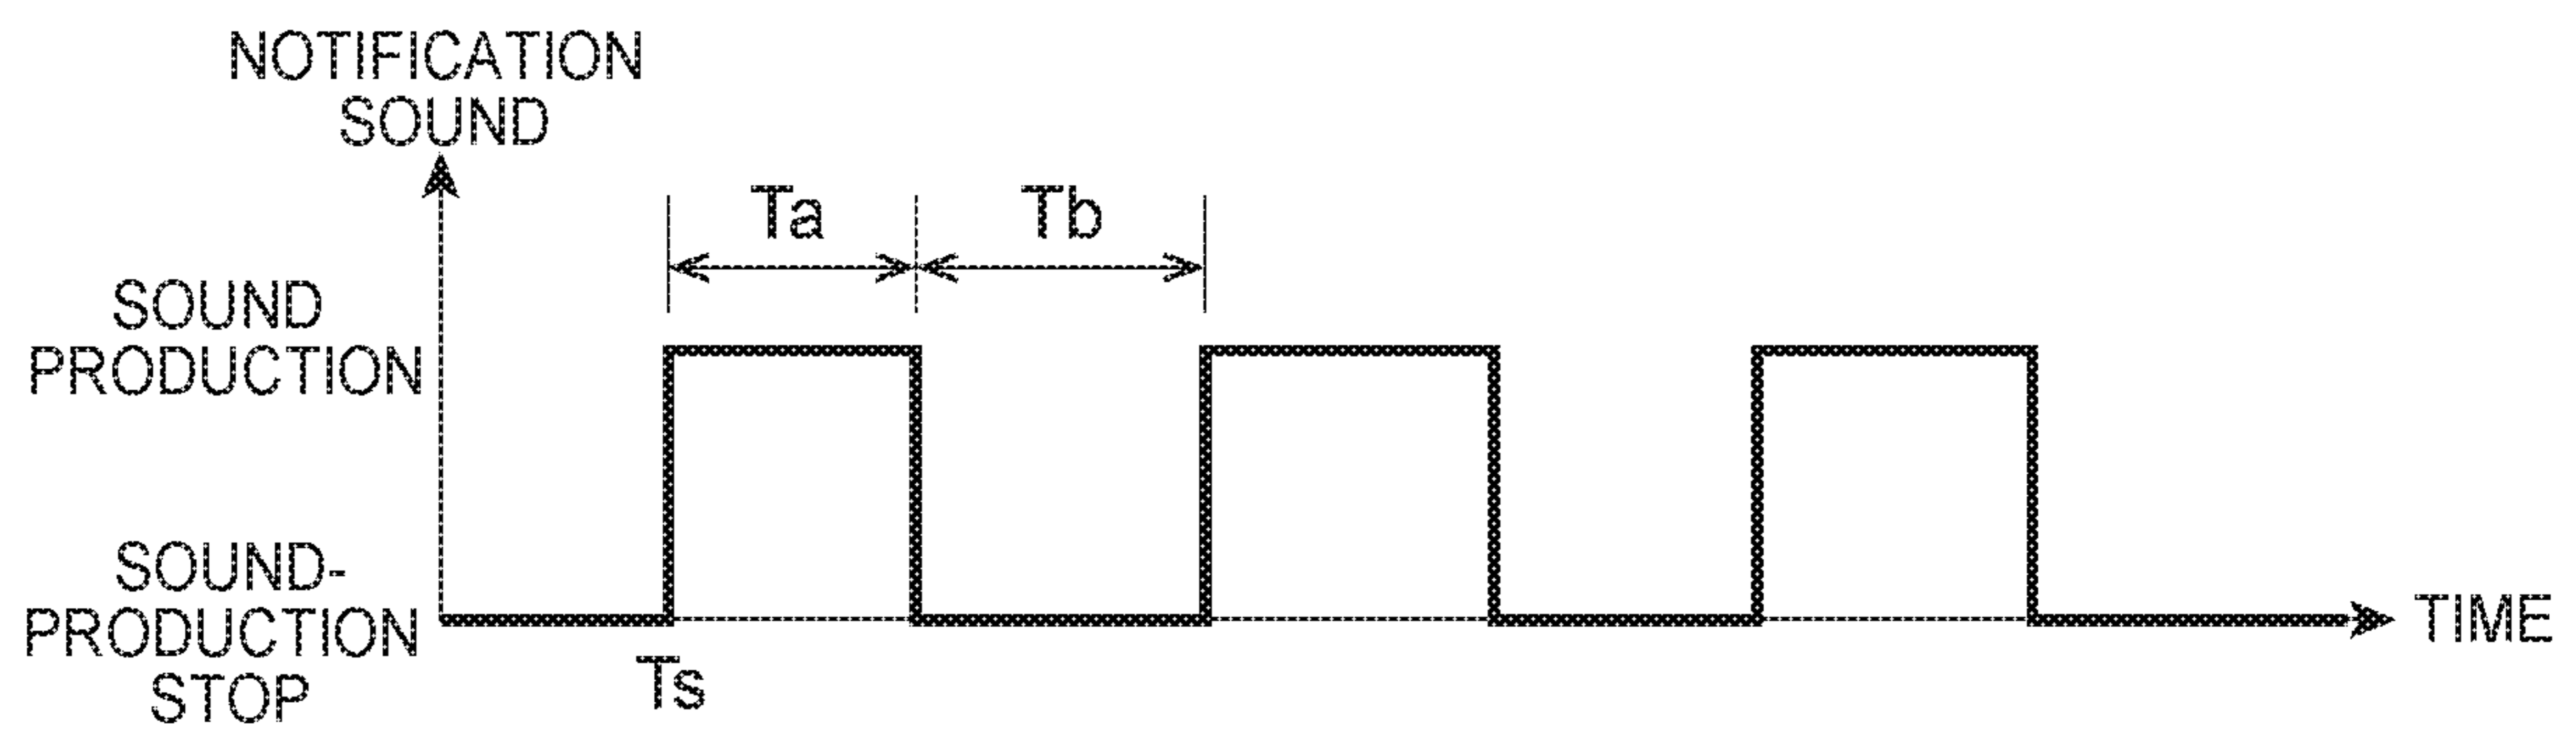 NOTIFICATION
SOUND
Ta
Tb
SOUND
PRODUCTION
SOUND-
PRODUCTION
STOP
TIME
Ts